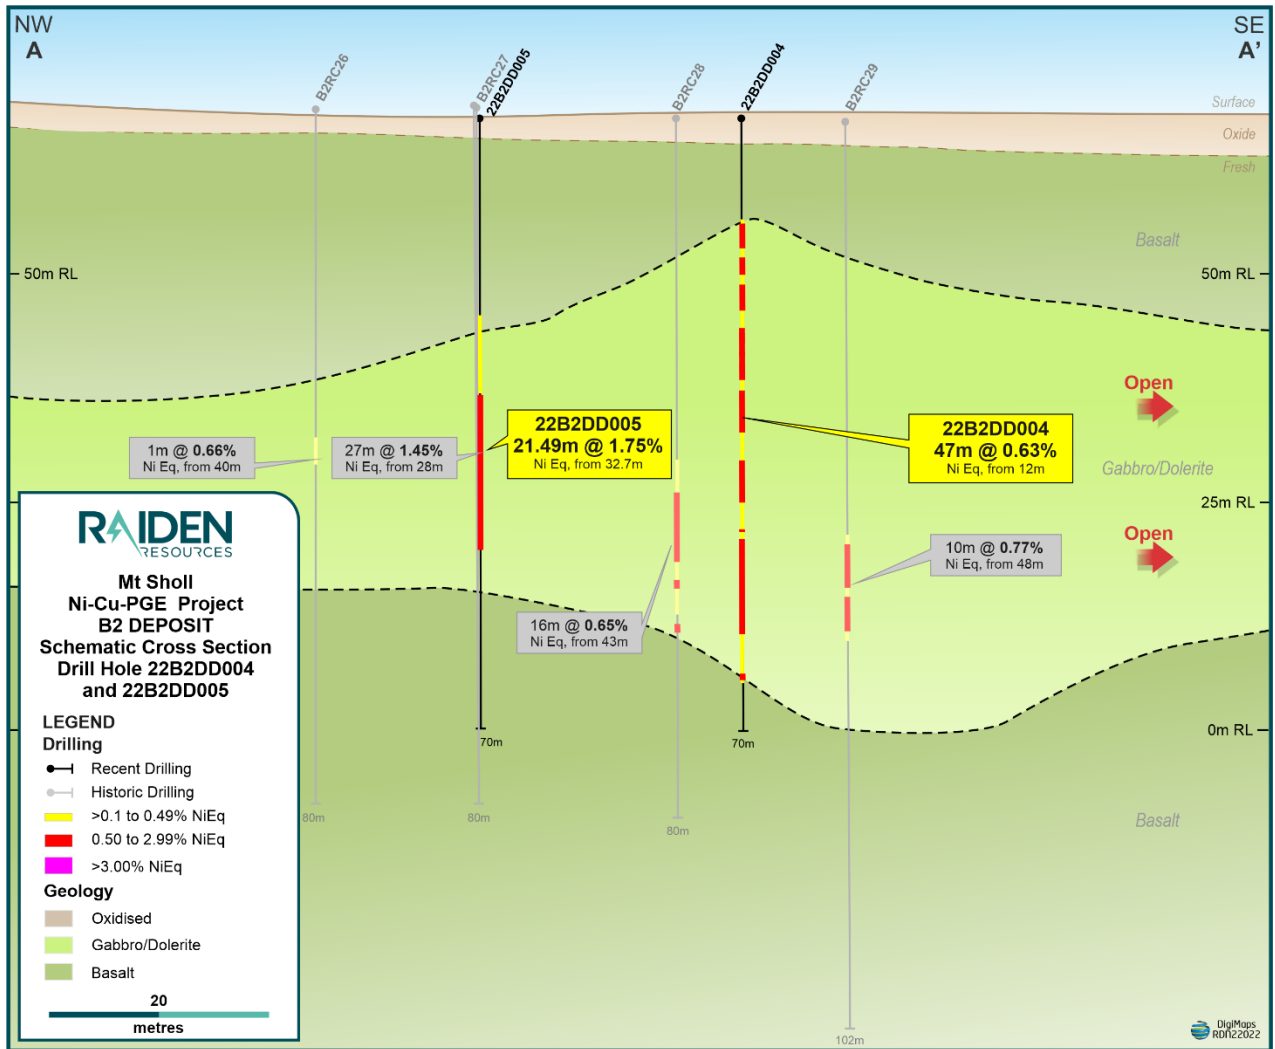 NW
A
SE
A'
B2RC26
B2RC27
22B2DD005
B2RC28
22B2DD004
B2RC29
Surface
Oxide
Fresh
Basalt
50m RL
50m RL
Open
22B2DD005
21.49m @ 1.75%
Ni Eq, from 32.7m
22B2DD004
47m @ 0.63%
Ni Eq, from 12m
1m @ 0.66%
Ni Eq, from 40m
27m @ 1.45%
Ni Eq, from 28m
Gabbro/Dolerite
25m RL
Open
10m @ 0.77%
Ni Eq, from 48m
16m @ 0.65%
Ni Eq, from 43m
0m RL
70m
70m
80m
80m
80m
Basalt
102m
RAIDEN
RESOURCES
Mt Sholl
Ni-Cu-PGE Project
B2 DEPOSIT
Schematic Cross Section
Drill Hole 22B2DD004
and 22B2DD005
LEGEND
Drilling
Recent Drilling
Historic Drilling
>0.1 to 0.49% NiEq
0.50 to 2.99% NiEq
>3.00% NiEq
Geology
Oxidised
Gabbro/Dolerite
Basalt
20
metres
DigiMaps
RDN22022